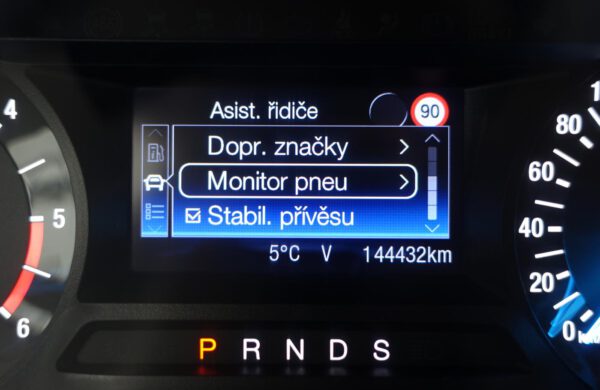 Asist. řidiče 90
Dopr. značky
Monitor pneu
Stabil. přívěsu
5°C V 144432km
4
5
6
80
60
40
20
0
P R N D S